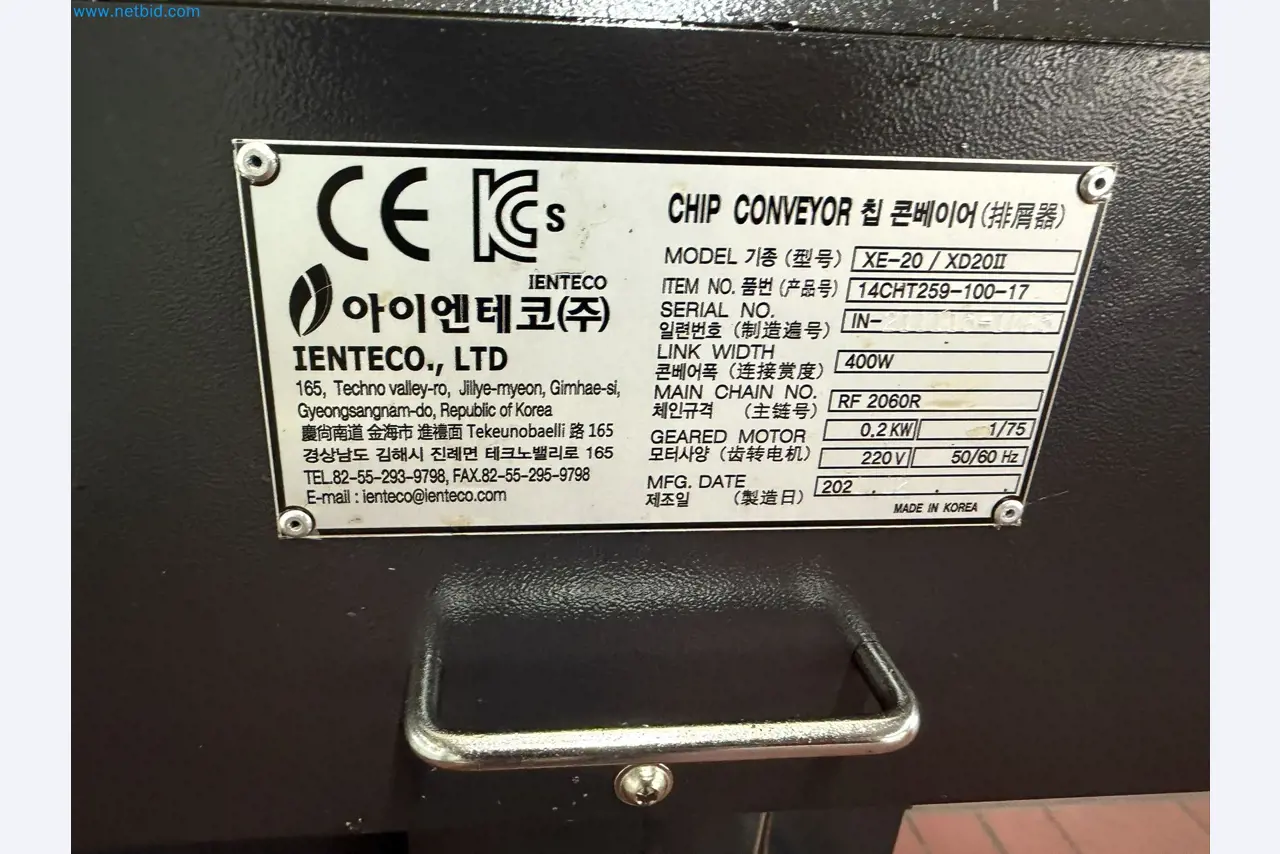 www.netbid.com
CE KCs
IENTECO
아이엔테코(주)
IENTECO., LTD
165, Techno valley-ro, Jillye-myeon, Gimhae-si,
Gyeongsangnam-do, Republic of Korea
慶尙南道 金海市 進禮面 Tekeunobaelli 路 165
경상남도 김해시 진례면 테크노밸리로 165
TEL.82-55-293-9798, FAX.82-55-295-9798
E-mail : ienteco@ienteco.com
CHIP CONVEYOR 칩 콘베이어(排屑器)
MODEL 기종 (型号) XE-20 / XD20II
ITEM NO. 품번 (产品号) 14CHT259-100-17
SERIAL NO.
일련번호 (制造遍号) IN-
LINK WIDTH
콘베어폭 (连接赏度) 400W
MAIN CHAIN NO.
체인규격 (主链号) RF 2060R
GEARED MOTOR 0.2 KW 1/75
모터사양 (齿转电机) 220V 50/60 Hz
MFG. DATE
제조일 (製造日) 202 . . .
MADE IN KOREA